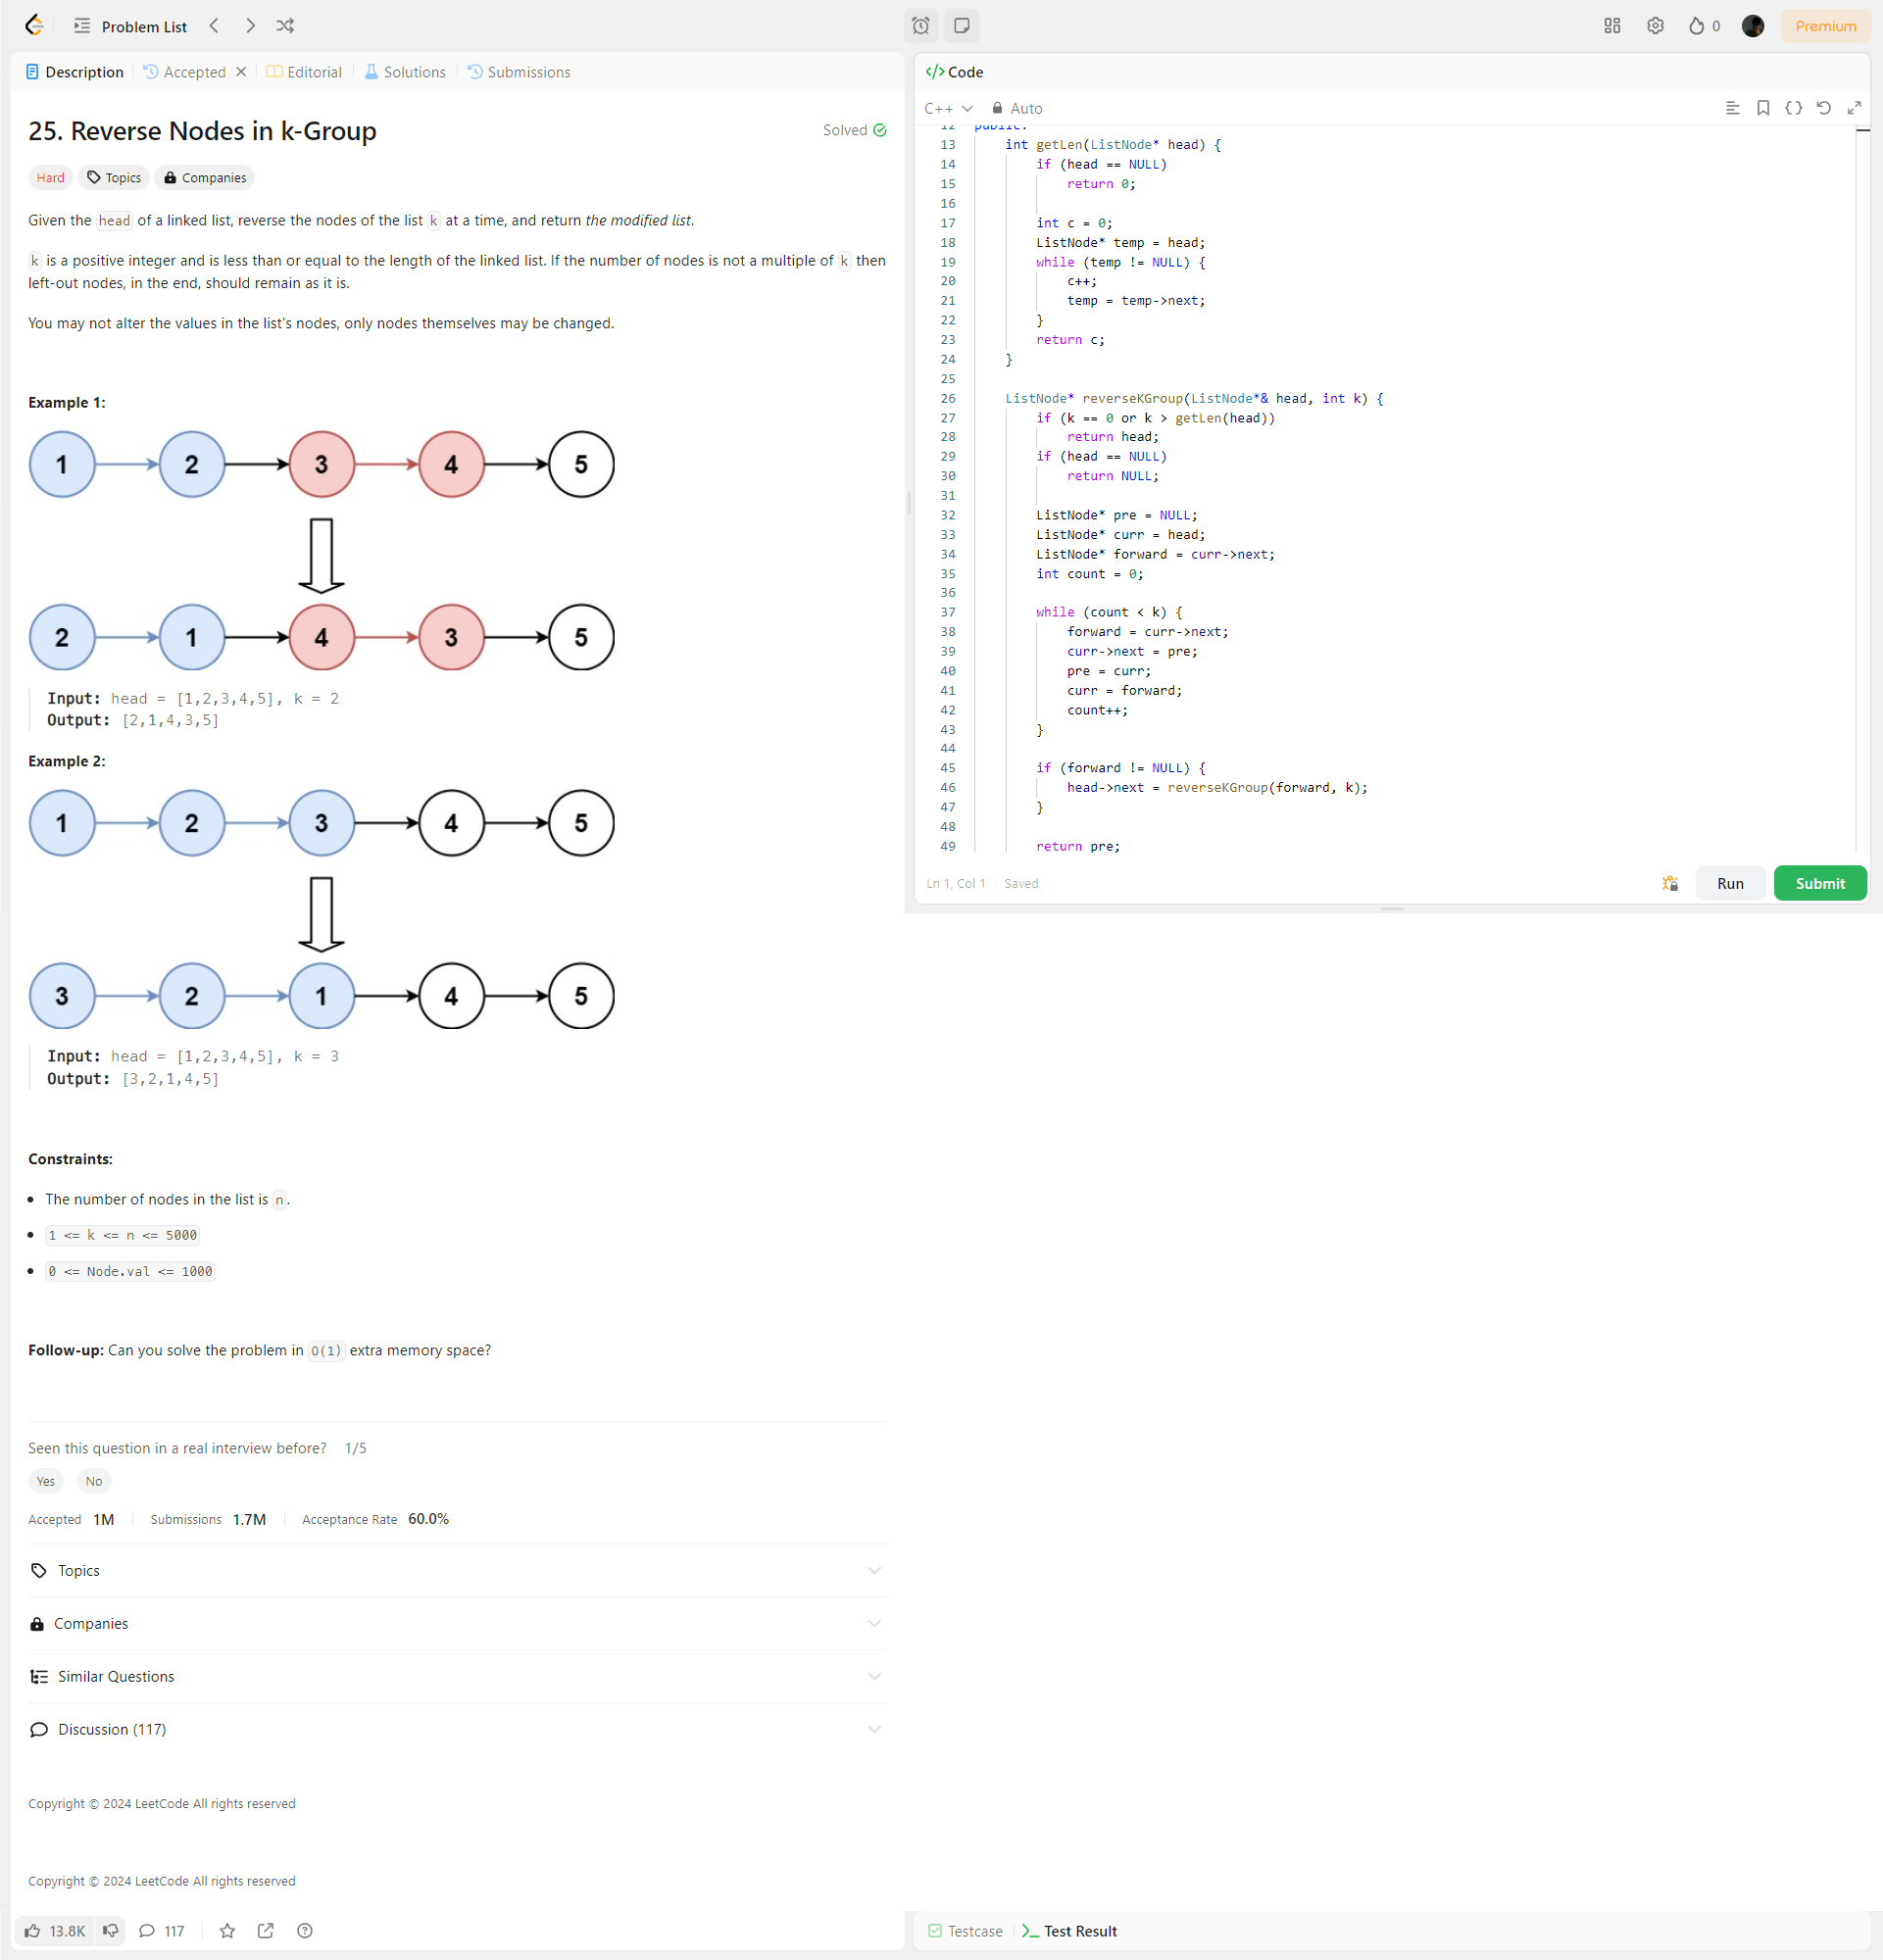 Problem List
0
Premium
Description
Accepted
Editorial
Solutions
Submissions
25. Reverse Nodes in k-Group
Solved
Hard
Topics
Companies
Given the head of a linked list, reverse the nodes of the list k at a time, and return the modified list.
k is a positive integer and is less than or equal to the length of the linked list. If the number of nodes is not a multiple of k then
left-out nodes, in the end, should remain as it is.
You may not alter the values in the list's nodes, only nodes themselves may be changed.
Example 1:
1 2 3 4 5
2 1 4 3 5
Input: head = [1,2,3,4,5], k = 2
Output: [2,1,4,3,5]
Example 2:
1 2 3 4 5
3 2 1 4 5
Input: head = [1,2,3,4,5], k = 3
Output: [3,2,1,4,5]
Constraints:
The number of nodes in the list is n.
1 <= k <= n <= 5000
0 <= Node.val <= 1000
Follow-up: Can you solve the problem in O(1) extra memory space?
Seen this question in a real interview before? 1/5
Yes No
Accepted 1M Submissions 1.7M Acceptance Rate 60.0%
Topics
Companies
Similar Questions
Discussion (117)
Copyright © 2024 LeetCode All rights reserved
Copyright © 2024 LeetCode All rights reserved
13.8K 117
</> Code
C++ Auto
12 public:
13 int getLen(ListNode* head) {
14 if (head == NULL)
15 return 0;
16
17 int c = 0;
18 ListNode* temp = head;
19 while (temp != NULL) {
20 c++;
21 temp = temp->next;
22 }
23 return c;
24 }
25
26 ListNode* reverseKGroup(ListNode*& head, int k) {
27 if (k == 0 or k > getLen(head))
28 return head;
29 if (head == NULL)
30 return NULL;
31
32 ListNode* pre = NULL;
33 ListNode* curr = head;
34 ListNode* forward = curr->next;
35 int count = 0;
36
37 while (count < k) {
38 forward = curr->next;
39 curr->next = pre;
40 pre = curr;
41 curr = forward;
42 count++;
43 }
44
45 if (forward != NULL) {
46 head->next = reverseKGroup(forward, k);
47 }
48
49 return pre;
Ln 1, Col 1 Saved
Run
Submit
Testcase
Test Result